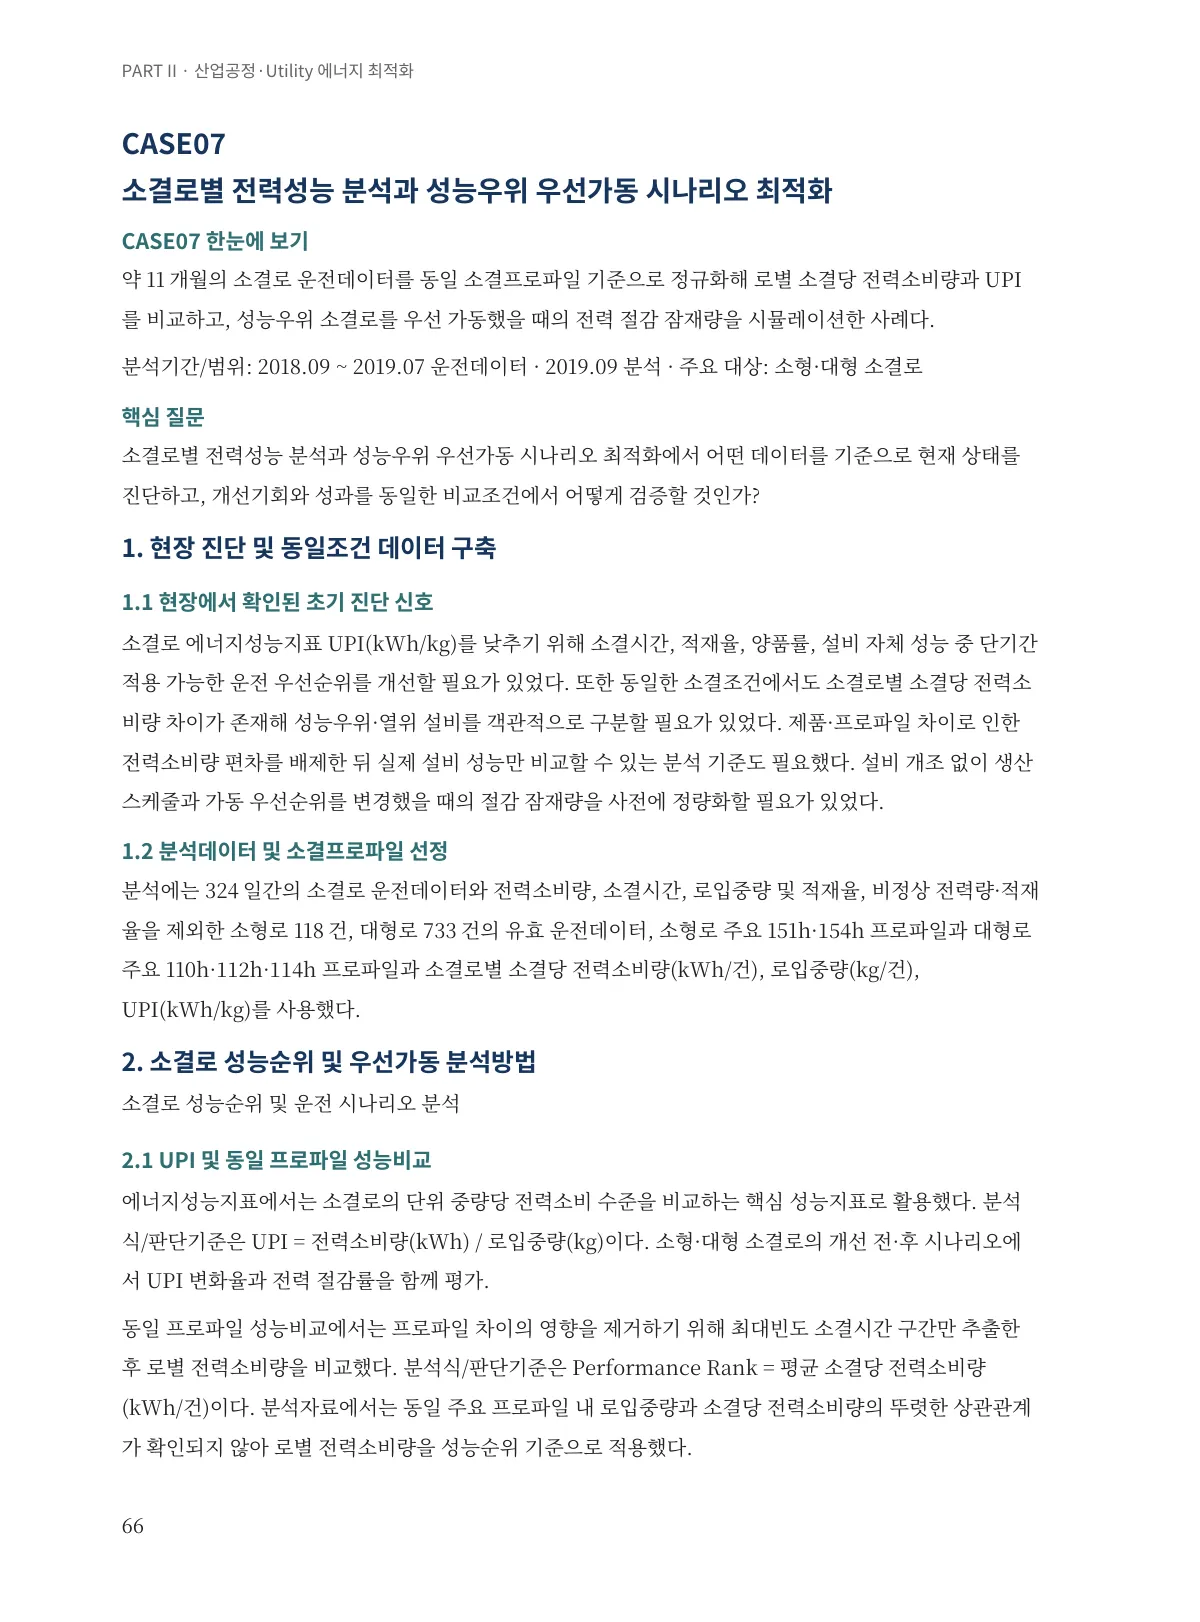 PART II · 산업공정·Utility 에너지 최적화
CASE07
소결로별 전력성능 분석과 성능우위 우선가동 시나리오 최적화
CASE07 한눈에 보기
약 11개월의 소결로 운전데이터를 동일 소결프로파일 기준으로 정규화해 로별 소결당 전력소비량과 UPI
를 비교하고, 성능우위 소결로를 우선 가동했을 때의 전력 절감 잠재량을 시뮬레이션한 사례다.
분석기간/범위: 2018.09 ~ 2019.07 운전데이터 · 2019.09 분석 · 주요 대상: 소형·대형 소결로
핵심 질문
소결로별 전력성능 분석과 성능우위 우선가동 시나리오 최적화에서 어떤 데이터를 기준으로 현재 상태를
진단하고, 개선기회와 성과를 동일한 비교조건에서 어떻게 검증할 것인가?
1. 현장 진단 및 동일조건 데이터 구축
1.1 현장에서 확인된 초기 진단 신호
소결로 에너지성능지표 UPI(kWh/kg)를 낮추기 위해 소결시간, 적재율, 양품률, 설비 자체 성능 중 단기간
적용 가능한 운전 우선순위를 개선할 필요가 있었다. 또한 동일한 소결조건에서도 소결로별 소결당 전력소
비량 차이가 존재해 성능우위·열위 설비를 객관적으로 구분할 필요가 있었다. 제품·프로파일 차이로 인한
전력소비량 편차를 배제한 뒤 실제 설비 성능만 비교할 수 있는 분석 기준도 필요했다. 설비 개조 없이 생산
스케줄과 가동 우선순위를 변경했을 때의 절감 잠재량을 사전에 정량화할 필요가 있었다.
1.2 분석데이터 및 소결프로파일 선정
분석에는 324일간의 소결로 운전데이터와 전력소비량, 소결시간, 로입중량 및 적재율, 비정상 전력량·적재
율을 제외한 소형로 118건, 대형로 733건의 유효 운전데이터, 소형로 주요 151h·154h 프로파일과 대형로
주요 110h·112h·114h 프로파일과 소결로별 소결당 전력소비량(kWh/건), 로입중량(kg/건),
UPI(kWh/kg)를 사용했다.
2. 소결로 성능순위 및 우선가동 분석방법
소결로 성능순위 및 운전 시나리오 분석
2.1 UPI 및 동일 프로파일 성능비교
에너지성능지표에서는 소결로의 단위 중량당 전력소비 수준을 비교하는 핵심 성능지표로 활용했다. 분석
식/판단기준은 UPI = 전력소비량(kWh) / 로입중량(kg)이다. 소형·대형 소결로의 개선 전·후 시나리오에
서 UPI 변화율과 전력 절감률을 함께 평가.
동일 프로파일 성능비교에서는 프로파일 차이의 영향을 제거하기 위해 최대빈도 소결시간 구간만 추출한
후 로별 전력소비량을 비교했다. 분석식/판단기준은 Performance Rank = 평균 소결당 전력소비량
(kWh/건)이다. 분석자료에서는 동일 주요 프로파일 내 로입중량과 소결당 전력소비량의 뚜렷한 상관관계
가 확인되지 않아 로별 전력소비량을 성능순위 기준으로 적용했다.
66